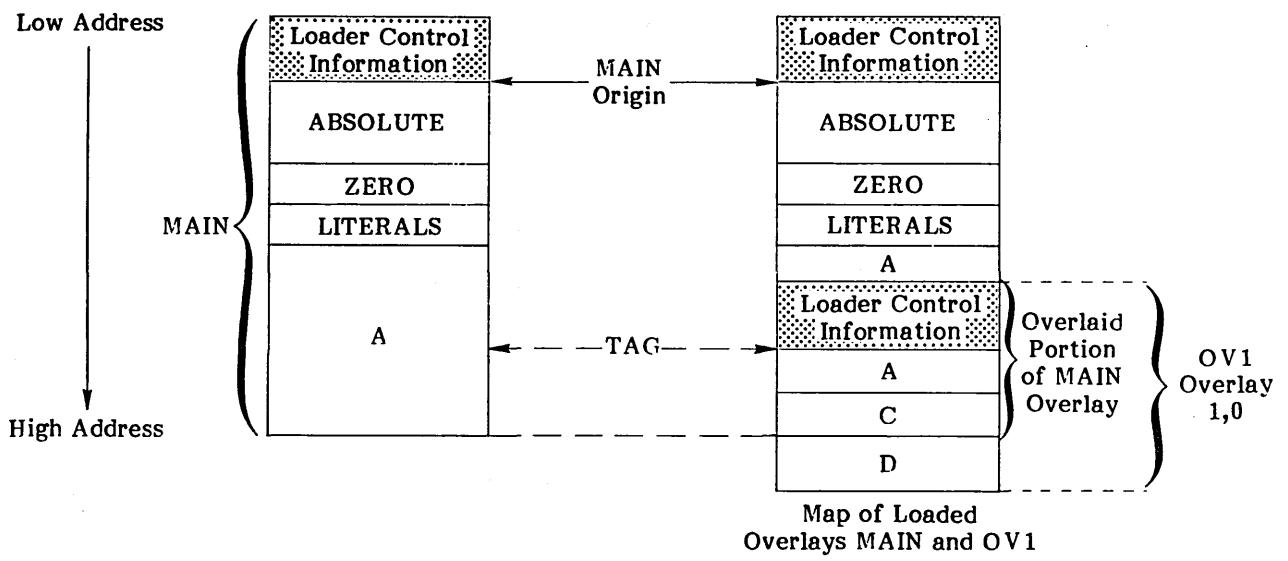 Low Address
High Address
MAIN
Loader Control
Information
ABSOLUTE
ZERO
LITERALS
A
MAIN
Origin
TAG
Loader Control
Information
ABSOLUTE
ZERO
LITERALS
A
Loader Control
Information
A
C
D
Overlaid
Portion
of MAIN
Overlay
OV1
Overlay
1,0
Map of Loaded
Overlays MAIN and OV1